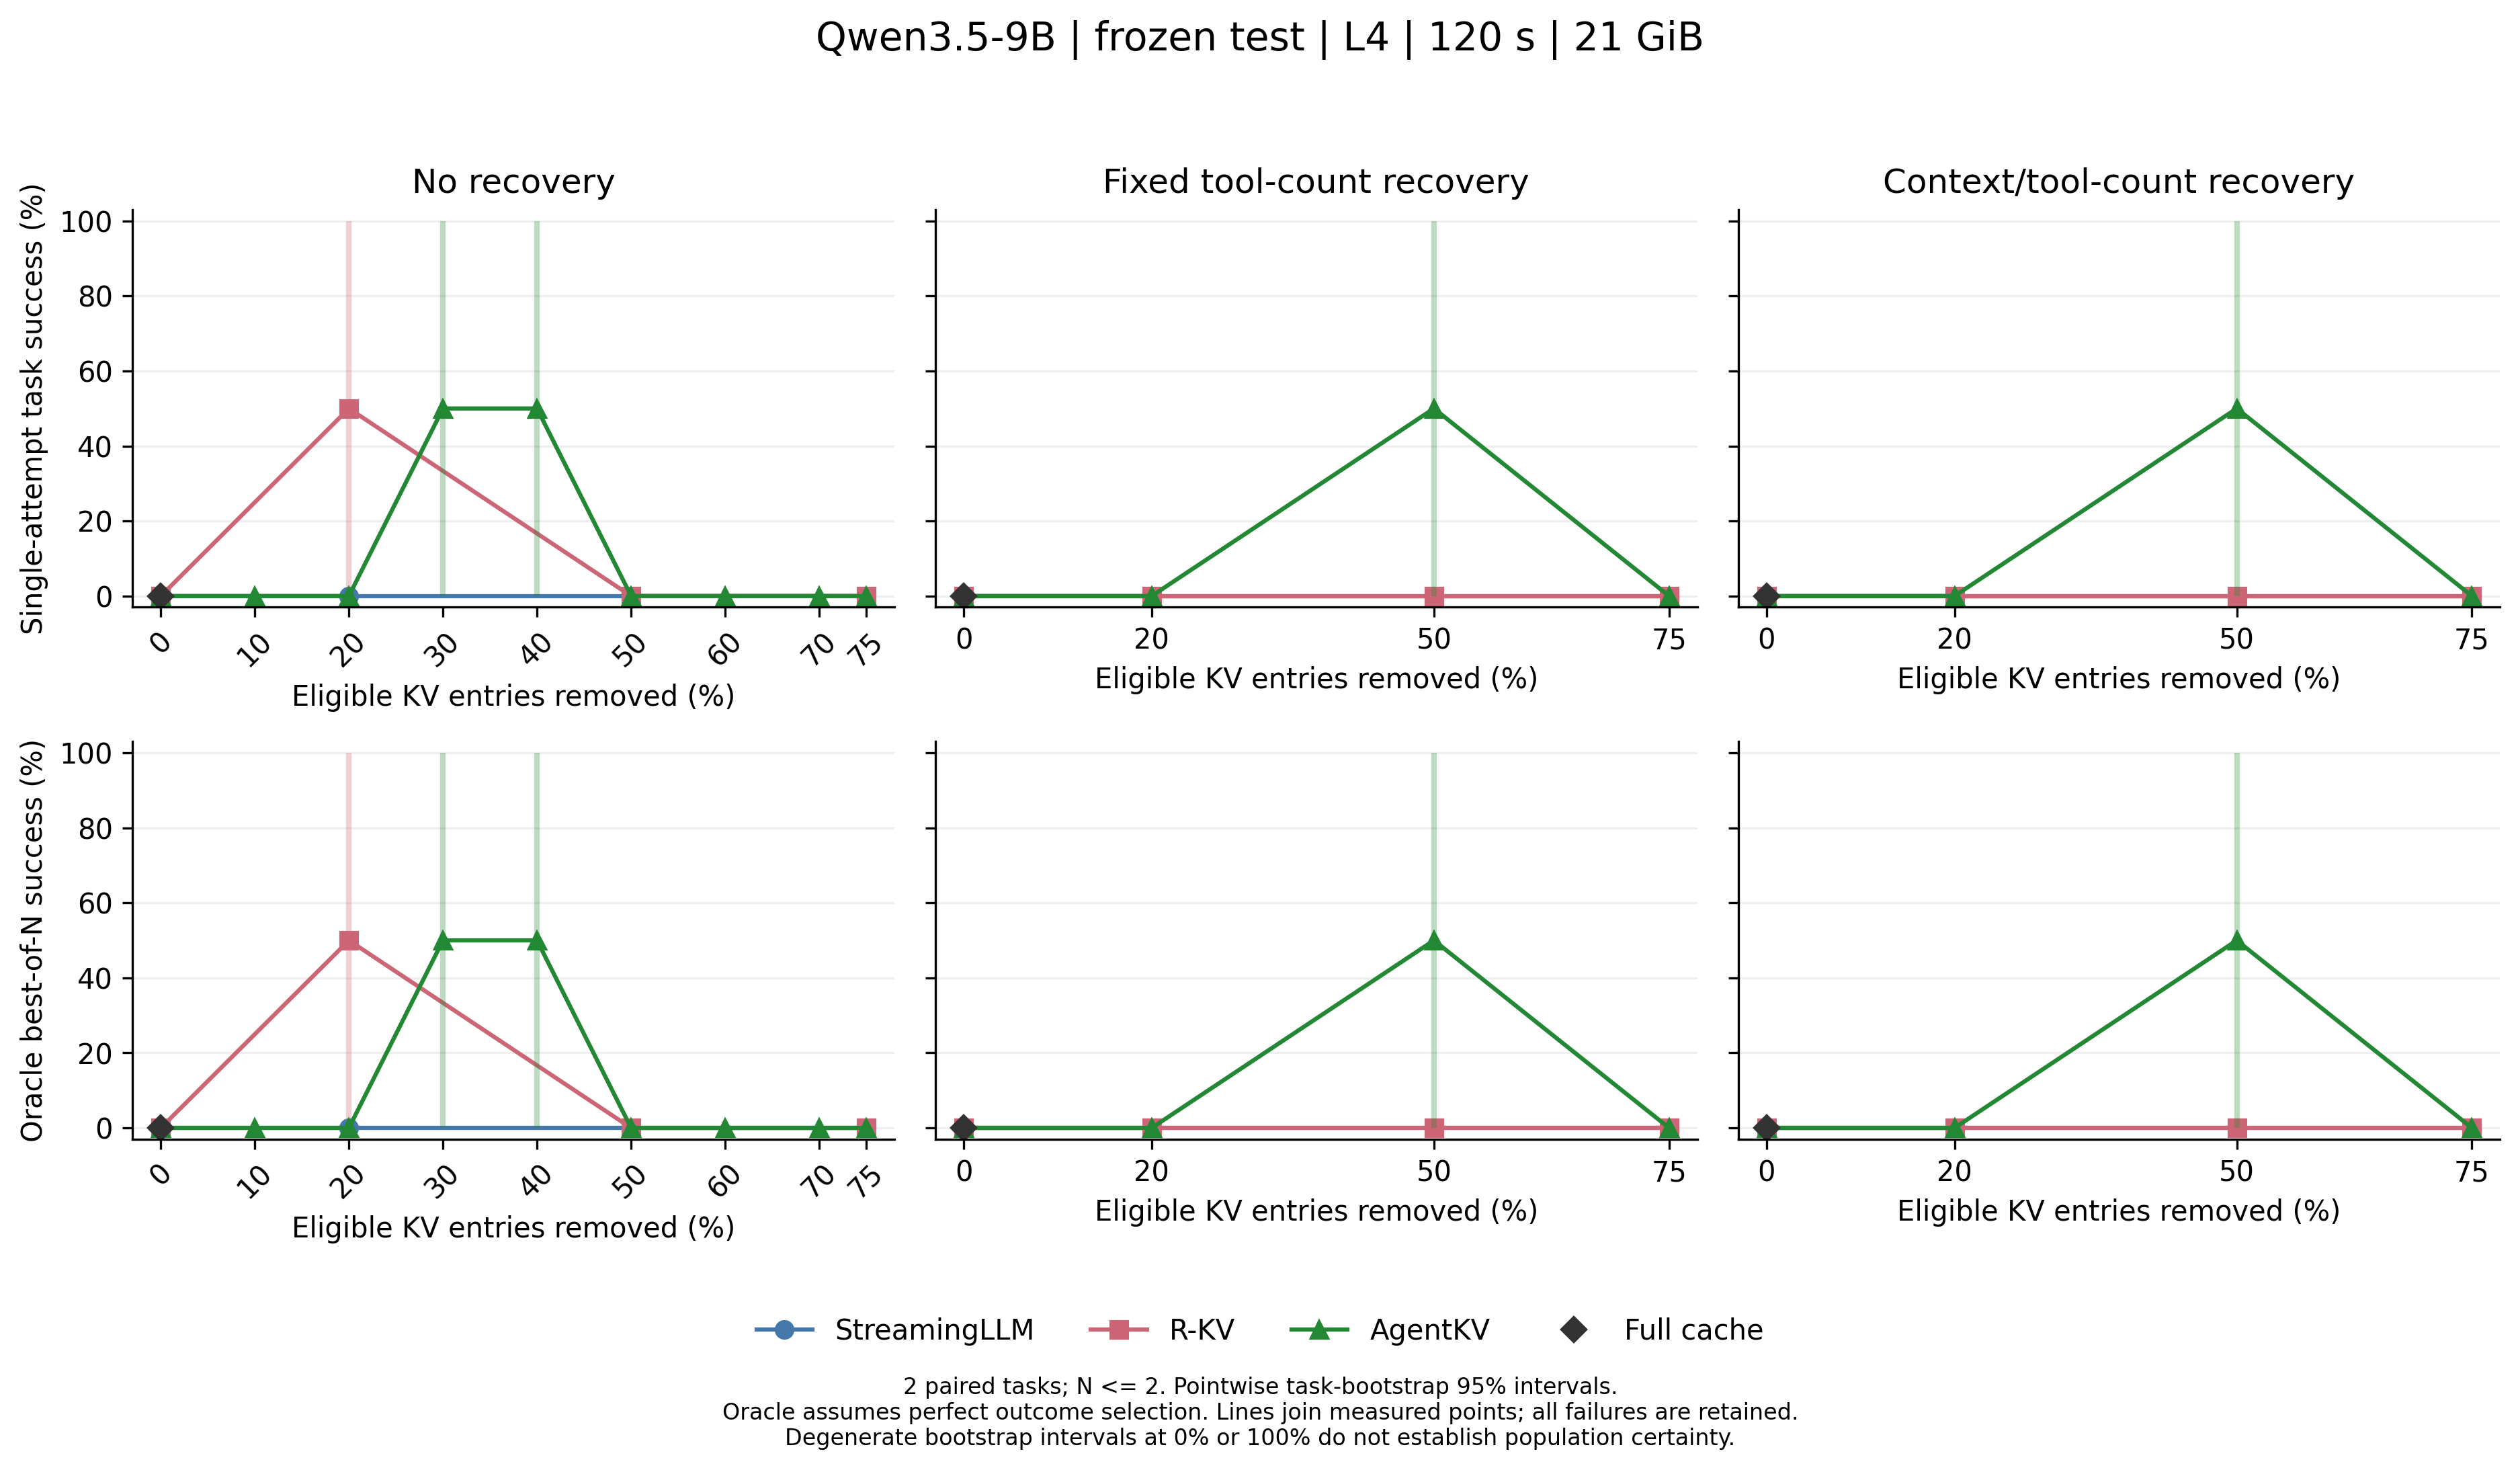 Qwen3.5-9B | frozen test | L4 | 120 s | 21 GiB
No recovery
Fixed tool-count recovery
Context/tool-count recovery
Single-attempt task success (%)
100
80
60
40
20
0
0 10 20 30 40 50 60 70 75
Eligible KV entries removed (%)
0 20 50 75
Eligible KV entries removed (%)
0 20 50 75
Eligible KV entries removed (%)
Oracle best-of-N success (%)
100
80
60
40
20
0
0 10 20 30 40 50 60 70 75
Eligible KV entries removed (%)
0 20 50 75
Eligible KV entries removed (%)
0 20 50 75
Eligible KV entries removed (%)
StreamingLLM R-KV AgentKV Full cache
2 paired tasks; N <= 2. Pointwise task-bootstrap 95% intervals.
Oracle assumes perfect outcome selection. Lines join measured points; all failures are retained.
Degenerate bootstrap intervals at 0% or 100% do not establish population certainty.